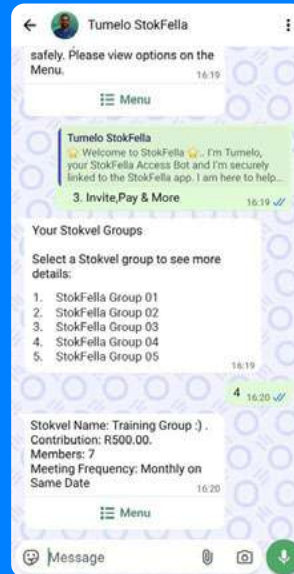 Tumelo StokFella
safely. Please view options on the
Menu.
16:19
Menu
Tumelo StokFella
⭐ Welcome to StokFella ⭐.. I'm Tumelo,
your StokFella Access Bot and I'm securely
linked to the StokFella app. I am here to help...
3. Invite,Pay & More
16:19
Your Stokvel Groups
Select a Stokvel group to see more
details:
1. StokFella Group 01
2. StokFella Group 02
3. StokFella Group 03
4. StokFella Group 04
5. StokFella Group 05
16:19
4
16:20
Stokvel Name: Training Group :) .
Contribution: R500.00.
Members: 7
Meeting Frequency: Monthly on
Same Date
16:20
Menu
Message